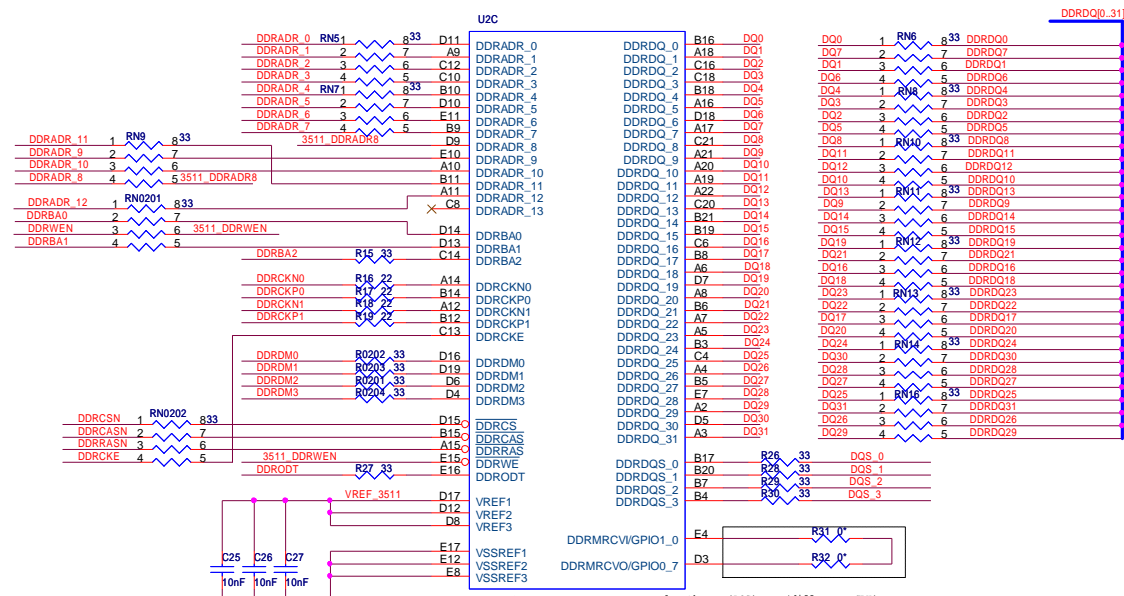 U2C
DDRDQ[0..31]
DDRADR_0 RN5 1 8 33 D11 DDRADR_0
DDRADR_1 2 7 A9 DDRADR_1
DDRADR_2 3 6 C12 DDRADR_2
DDRADR_3 4 5 C10 DDRADR_3
DDRADR_4 RN7 1 8 33 B10 DDRADR_4
DDRADR_5 2 7 D10 DDRADR_5
DDRADR_6 3 6 E11 DDRADR_6
DDRADR_7 4 5 B9 DDRADR_7
3511_DDRADR8 D9 DDRADR_8
E10 DDRADR_9
A10 DDRADR_10
B11 DDRADR_11
A11 DDRADR_12
C8 DDRADR_13
DDRADR_11 1 RN9 8 33
DDRADR_9 2 7
DDRADR_10 3 6
DDRADR_8 4 5 3511_DDRADR8
DDRADR_12 1 RN0201 8 33
DDRBA0 2 7
DDRWEN 3 6 3511_DDRWEN
DDRBA1 4 5
D14 DDRBA0
D13 DDRBA1
DDRBA2 R15 33 C14 DDRBA2
DDRCKN0 R16 22 A14 DDRCKN0
DDRCKP0 R17 22 B14 DDRCKP0
DDRCKN1 R18 22 A12 DDRCKN1
DDRCKP1 R19 22 B12 DDRCKP1
C13 DDRCKE
DDRDM0 R0202 33 D16 DDRDM0
DDRDM1 R0203 33 D19 DDRDM1
DDRDM2 R0201 33 D6 DDRDM2
DDRDM3 R0204 33 D4 DDRDM3
DDRCSN 1 RN0202 8 33 D15 DDRCS
DDRCASN 2 7 B15 DDRCAS
DDRRASN 3 6 A15 DDRRAS
DDRCKE 4 5
3511_DDRWEN E15 DDRWE
DDRODT R27 33 E16 DDRODT
VREF_3511 D17 VREF1
D12 VREF2
D8 VREF3
E17 VSSREF1
E12 VSSREF2
E8 VSSREF3
C25 C26 C27
10nF 10nF 10nF
DDRDQ_0 B16 DQ0
DDRDQ_1 A18 DQ1
DDRDQ_2 C16 DQ2
DDRDQ_3 C18 DQ3
DDRDQ_4 B18 DQ4
DDRDQ_5 A16 DQ5
DDRDQ_6 D18 DQ6
DDRDQ_7 A17 DQ7
DDRDQ_8 C21 DQ8
DDRDQ_9 A21 DQ9
DDRDQ_10 A20 DQ10
DDRDQ_11 A19 DQ11
DDRDQ_12 A22 DQ12
DDRDQ_13 C20 DQ13
DDRDQ_14 B21 DQ14
DDRDQ_15 B19 DQ15
DDRDQ_16 C6 DQ16
DDRDQ_17 B8 DQ17
DDRDQ_18 A6 DQ18
DDRDQ_19 D7 DQ19
DDRDQ_20 A8 DQ20
DDRDQ_21 B6 DQ21
DDRDQ_22 A7 DQ22
DDRDQ_23 A5 DQ23
DDRDQ_24 B3 DQ24
DDRDQ_25 C4 DQ25
DDRDQ_26 A4 DQ26
DDRDQ_27 B5 DQ27
DDRDQ_28 E7 DQ28
DDRDQ_29 A2 DQ29
DDRDQ_30 D5 DQ30
DDRDQ_31 A3 DQ31
DDRDQS_0 B17 R26 33 DQS_0
DDRDQS_1 B20 R28 33 DQS_1
DDRDQS_2 B7 R29 33 DQS_2
DDRDQS_3 B4 R30 33 DQS_3
DDRMRCVI/GPIO1_0 E4 R31 0*
DDRMRCVO/GPIO0_7 D3 R32 0*
DQ0 1 RN6 8 33 DDRDQ0
DQ7 2 7 DDRDQ7
DQ1 3 6 DDRDQ1
DQ6 4 5 DDRDQ6
DQ4 1 RN8 8 33 DDRDQ4
DQ3 2 7 DDRDQ3
DQ2 3 6 DDRDQ2
DQ5 4 5 DDRDQ5
DQ8 1 RN10 8 33 DDRDQ8
DQ11 2 7 DDRDQ11
DQ12 3 6 DDRDQ12
DQ10 4 5 DDRDQ10
DQ13 1 RN11 8 33 DDRDQ13
DQ9 2 7 DDRDQ9
DQ14 3 6 DDRDQ14
DQ15 4 5 DDRDQ15
DQ19 1 RN12 8 33 DDRDQ19
DQ21 2 7 DDRDQ21
DQ16 3 6 DDRDQ16
DQ18 4 5 DDRDQ18
DQ23 1 RN13 8 33 DDRDQ23
DQ22 2 7 DDRDQ22
DQ17 3 6 DDRDQ17
DQ20 4 5 DDRDQ20
DQ24 1 RN14 8 33 DDRDQ24
DQ30 2 7 DDRDQ30
DQ28 3 6 DDRDQ28
DQ27 4 5 DDRDQ27
DQ25 1 RN16 8 33 DDRDQ25
DQ31 2 7 DDRDQ31
DQ26 3 6 DDRDQ26
DQ29 4 5 DDRDQ29